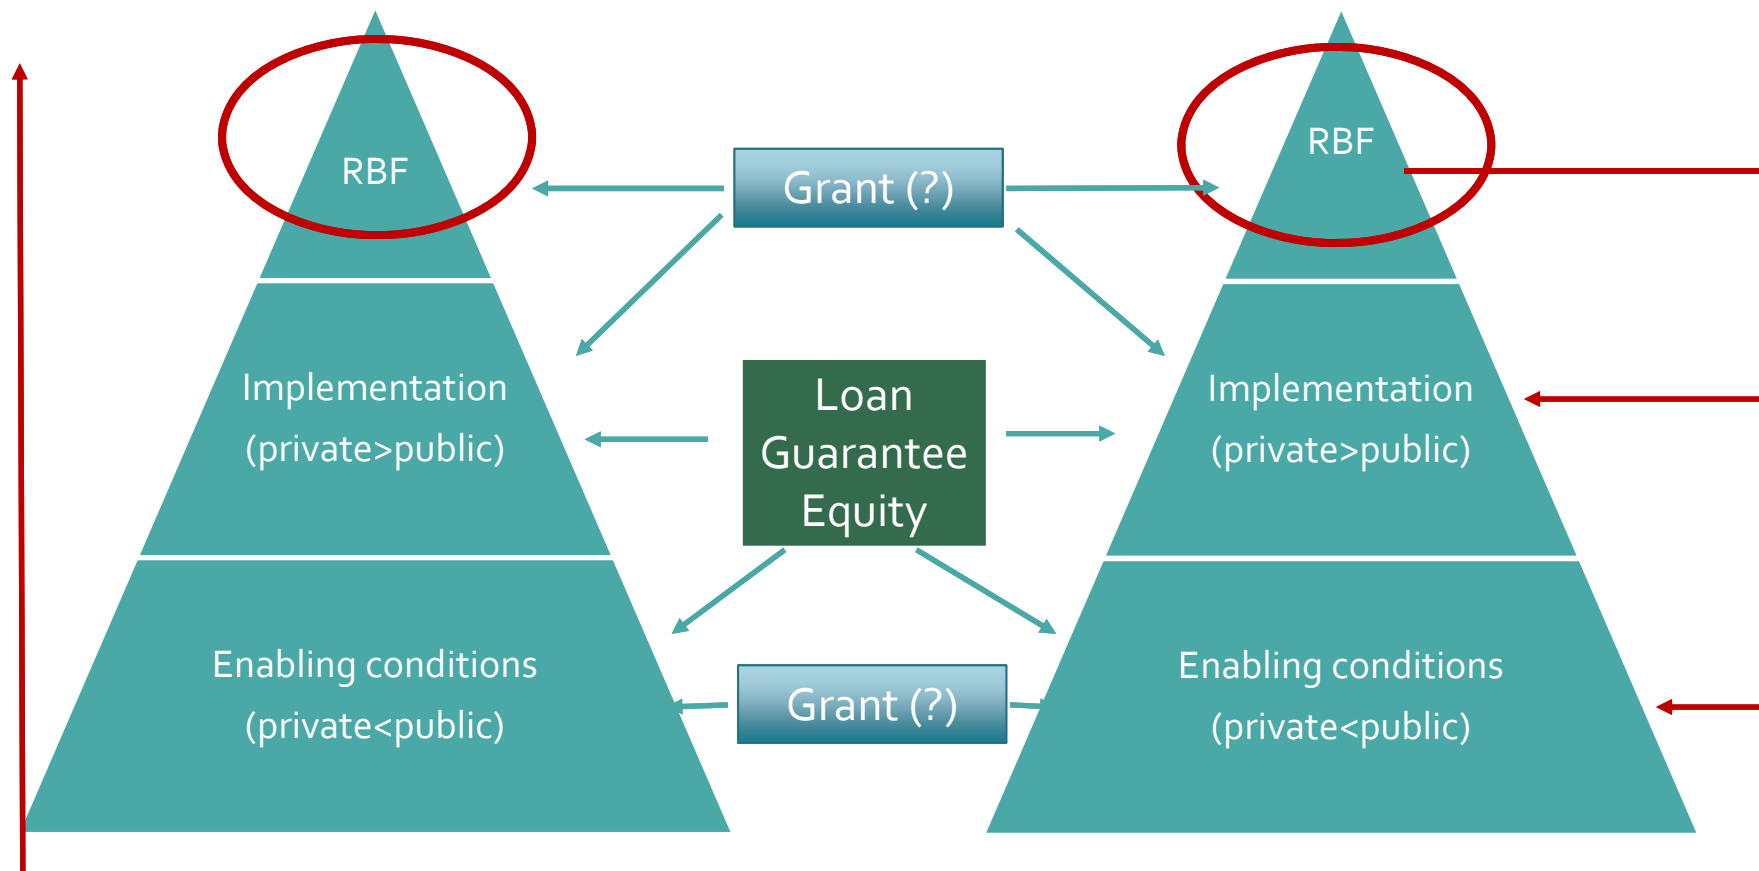 RBF
Implementation
(private>public)
Enabling conditions
(private<public)
Grant (?)
Loan
Guarantee
Equity
Grant (?)
RBF
Implementation
(private>public)
Enabling conditions
(private<public)